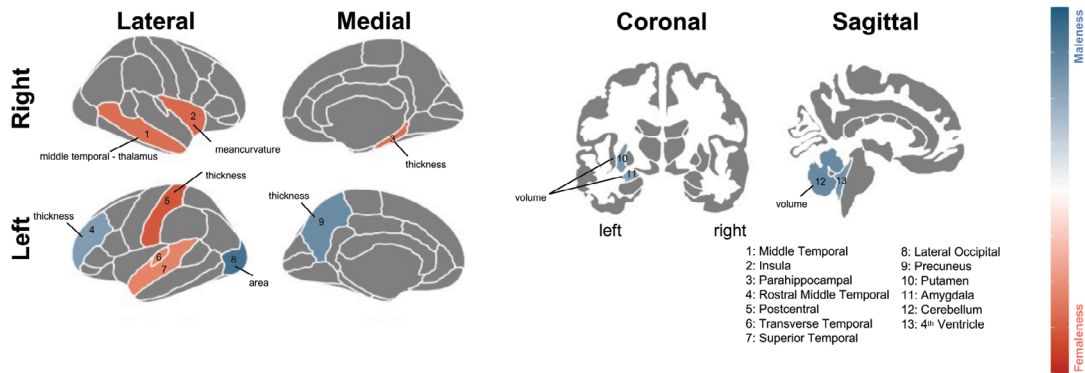 Lateral
Medial
Coronal
Sagittal
Right
1
2
middle temporal - thalamus
meancurvature
3
thickness
Left
thickness
thickness
4
5
6
7
8
area
9
10
11
volume
left
right
12
13
volume
1: Middle Temporal
2: Insula
3: Parahippocampal
4: Rostral Middle Temporal
5: Postcentral
6: Transverse Temporal
7: Superior Temporal
8: Lateral Occipital
9: Precuneus
10: Putamen
11: Amygdala
12: Cerebellum
13: 4th Ventricle
Maleness
Femaleness